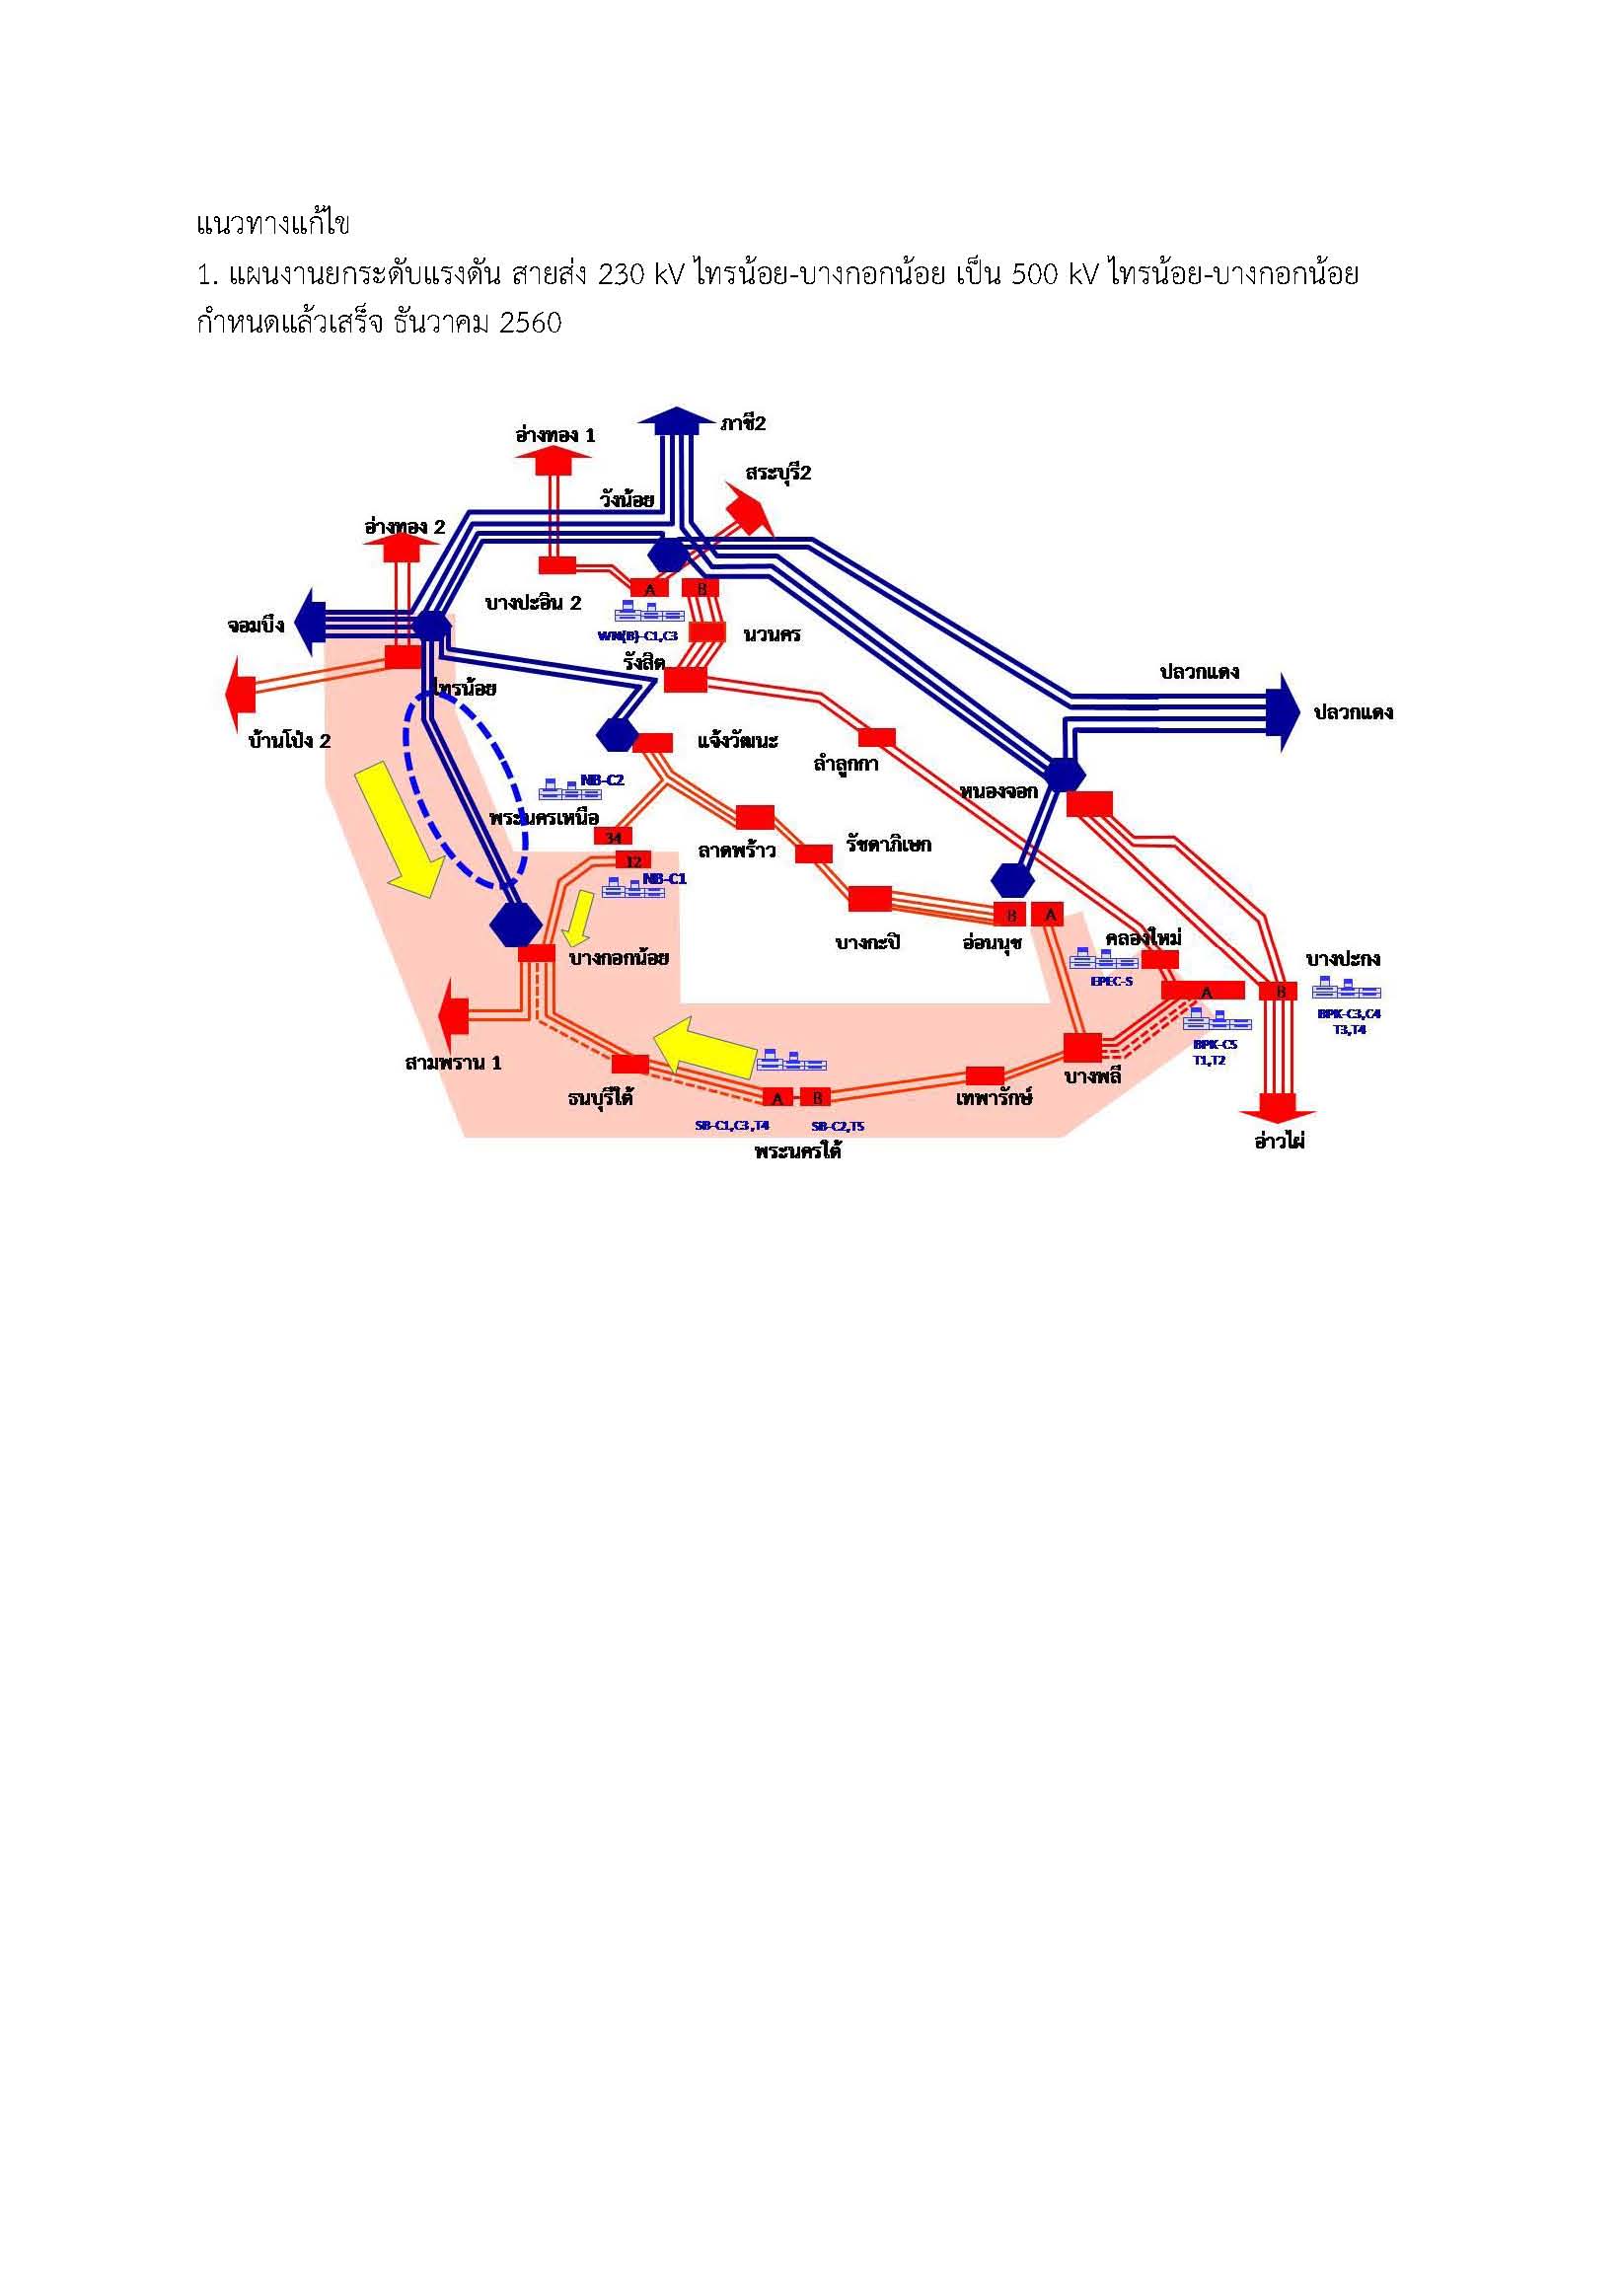 แนวทางแก้ไข
1. แผนงานยกระดับแรงดัน สายส่ง 230 kV ไทรน้อย-บางกอกน้อย เป็น 500 kV ไทรน้อย-บางกอกน้อย
กำหนดแล้วเสร็จ ธันวาคม 2560
ภาชี2
อ่างทอง 1
สระบุรี2
วังน้อย
อ่างทอง 2
A B
บางปะอิน 2
จอมบึง
WN(B)-C1,C3
นวนคร
รังสิต
ปลวกแดง
ไทรน้อย
ปลวกแดง
บ้านโป่ง 2
แจ้งวัฒนะ
ลำลูกกา
NB-C2
หนองจอก
พระนครเหนือ
34
รัชดาภิเษก
ลาดพร้าว
12
NB-C1
B A
บางกะปิ
อ่อนนุช
คลองใหม่
บางกอกน้อย
บางปะกง
EPEC-S
A
B
BPK-C3,C4
T3,T4
BPK-C5
T1,T2
สามพราน 1
บางพลี
ธนบุรีใต้
A B
เทพารักษ์
SB-C1,C3,T4
SB-C2,T5
อ่าวไผ่
พระนครใต้